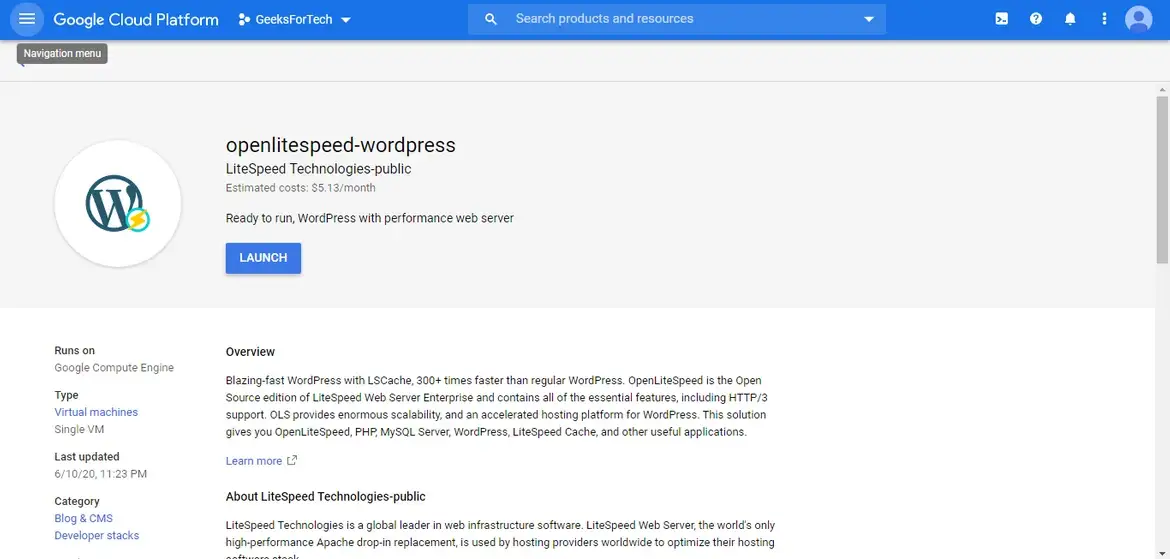 Google Cloud Platform
GeeksForTech
Search products and resources
Navigation menu
openlitespeed-wordpress
LiteSpeed Technologies-public
Estimated costs: $5.13/month
Ready to run, WordPress with performance web server
LAUNCH
Runs on
Google Compute Engine
Type
Virtual machines
Single VM
Last updated
6/10/20, 11:23 PM
Category
Blog & CMS
Developer stacks
Overview
Blazing-fast WordPress with LSCache, 300+ times faster than regular WordPress. OpenLiteSpeed is the Open
Source edition of LiteSpeed Web Server Enterprise and contains all of the essential features, including HTTP/3
support. OLS provides enormous scalability, and an accelerated hosting platform for WordPress. This solution
gives you OpenLiteSpeed, PHP, MySQL Server, WordPress, LiteSpeed Cache, and other useful applications.
Learn more
About LiteSpeed Technologies-public
LiteSpeed Technologies is a global leader in web infrastructure software. LiteSpeed Web Server, the world's only
high-performance Apache drop-in replacement, is used by hosting providers worldwide to optimize their hosting
software stack.